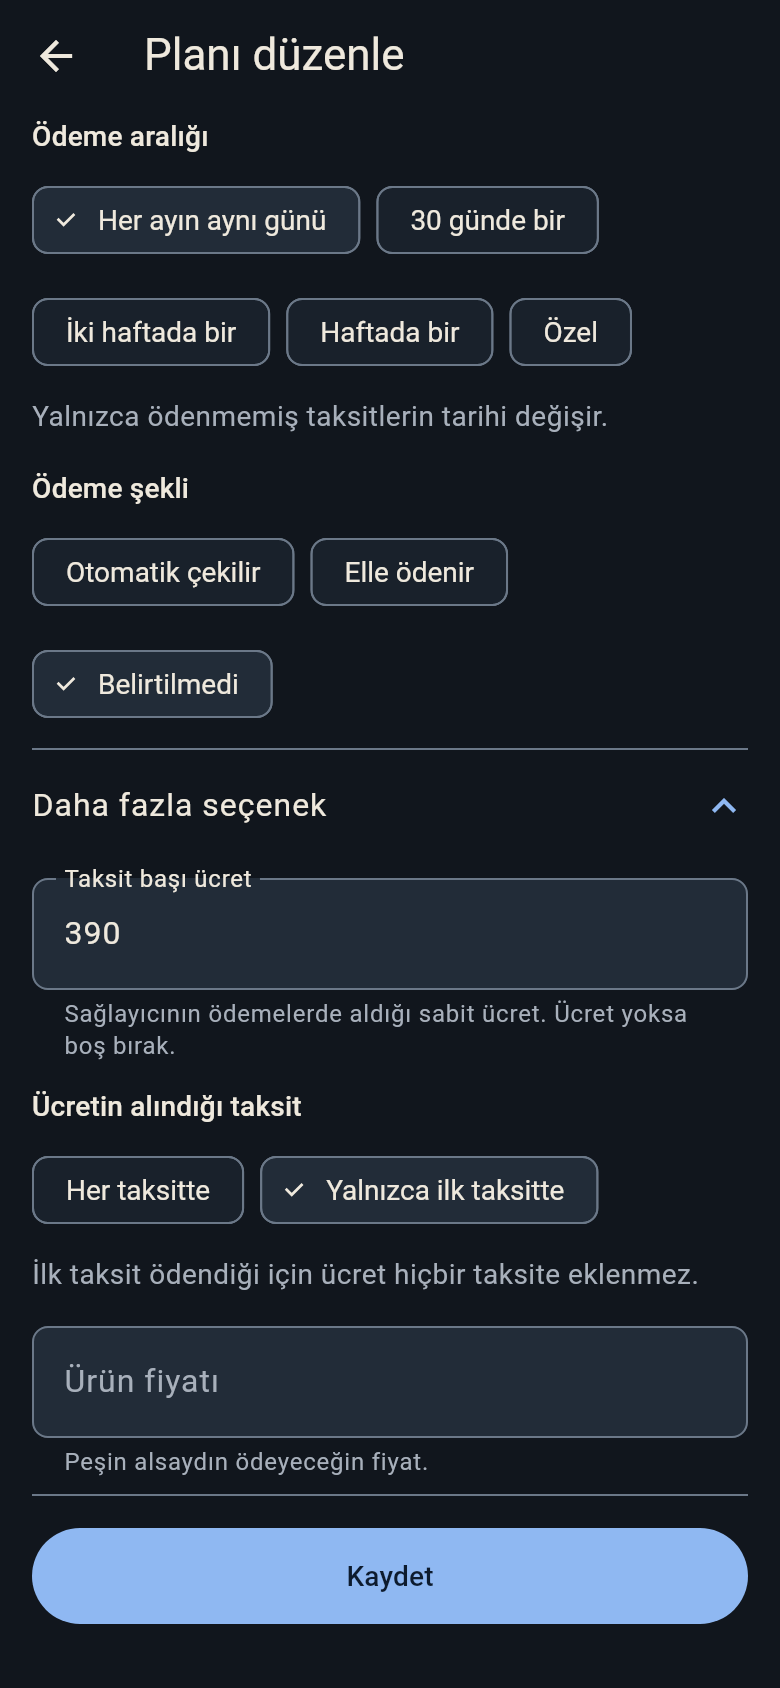 Planı düzenle
Ödeme aralığı
Her ayın aynı günü
30 günde bir
İki haftada bir
Haftada bir
Özel
Yalnızca ödenmemiş taksitlerin tarihi değişir.
Ödeme şekli
Otomatik çekilir
Elle ödenir
Belirtilmedi
Daha fazla seçenek
Taksit başı ücret
390
Sağlayıcının ödemelerde aldığı sabit ücret. Ücret yoksa
boş bırak.
Ücretin alındığı taksit
Her taksitte
Yalnızca ilk taksitte
İlk taksit ödendiği için ücret hiçbir taksite eklenmez.
Ürün fiyatı
Peşin alsaydın ödeyeceğin fiyat.
Kaydet